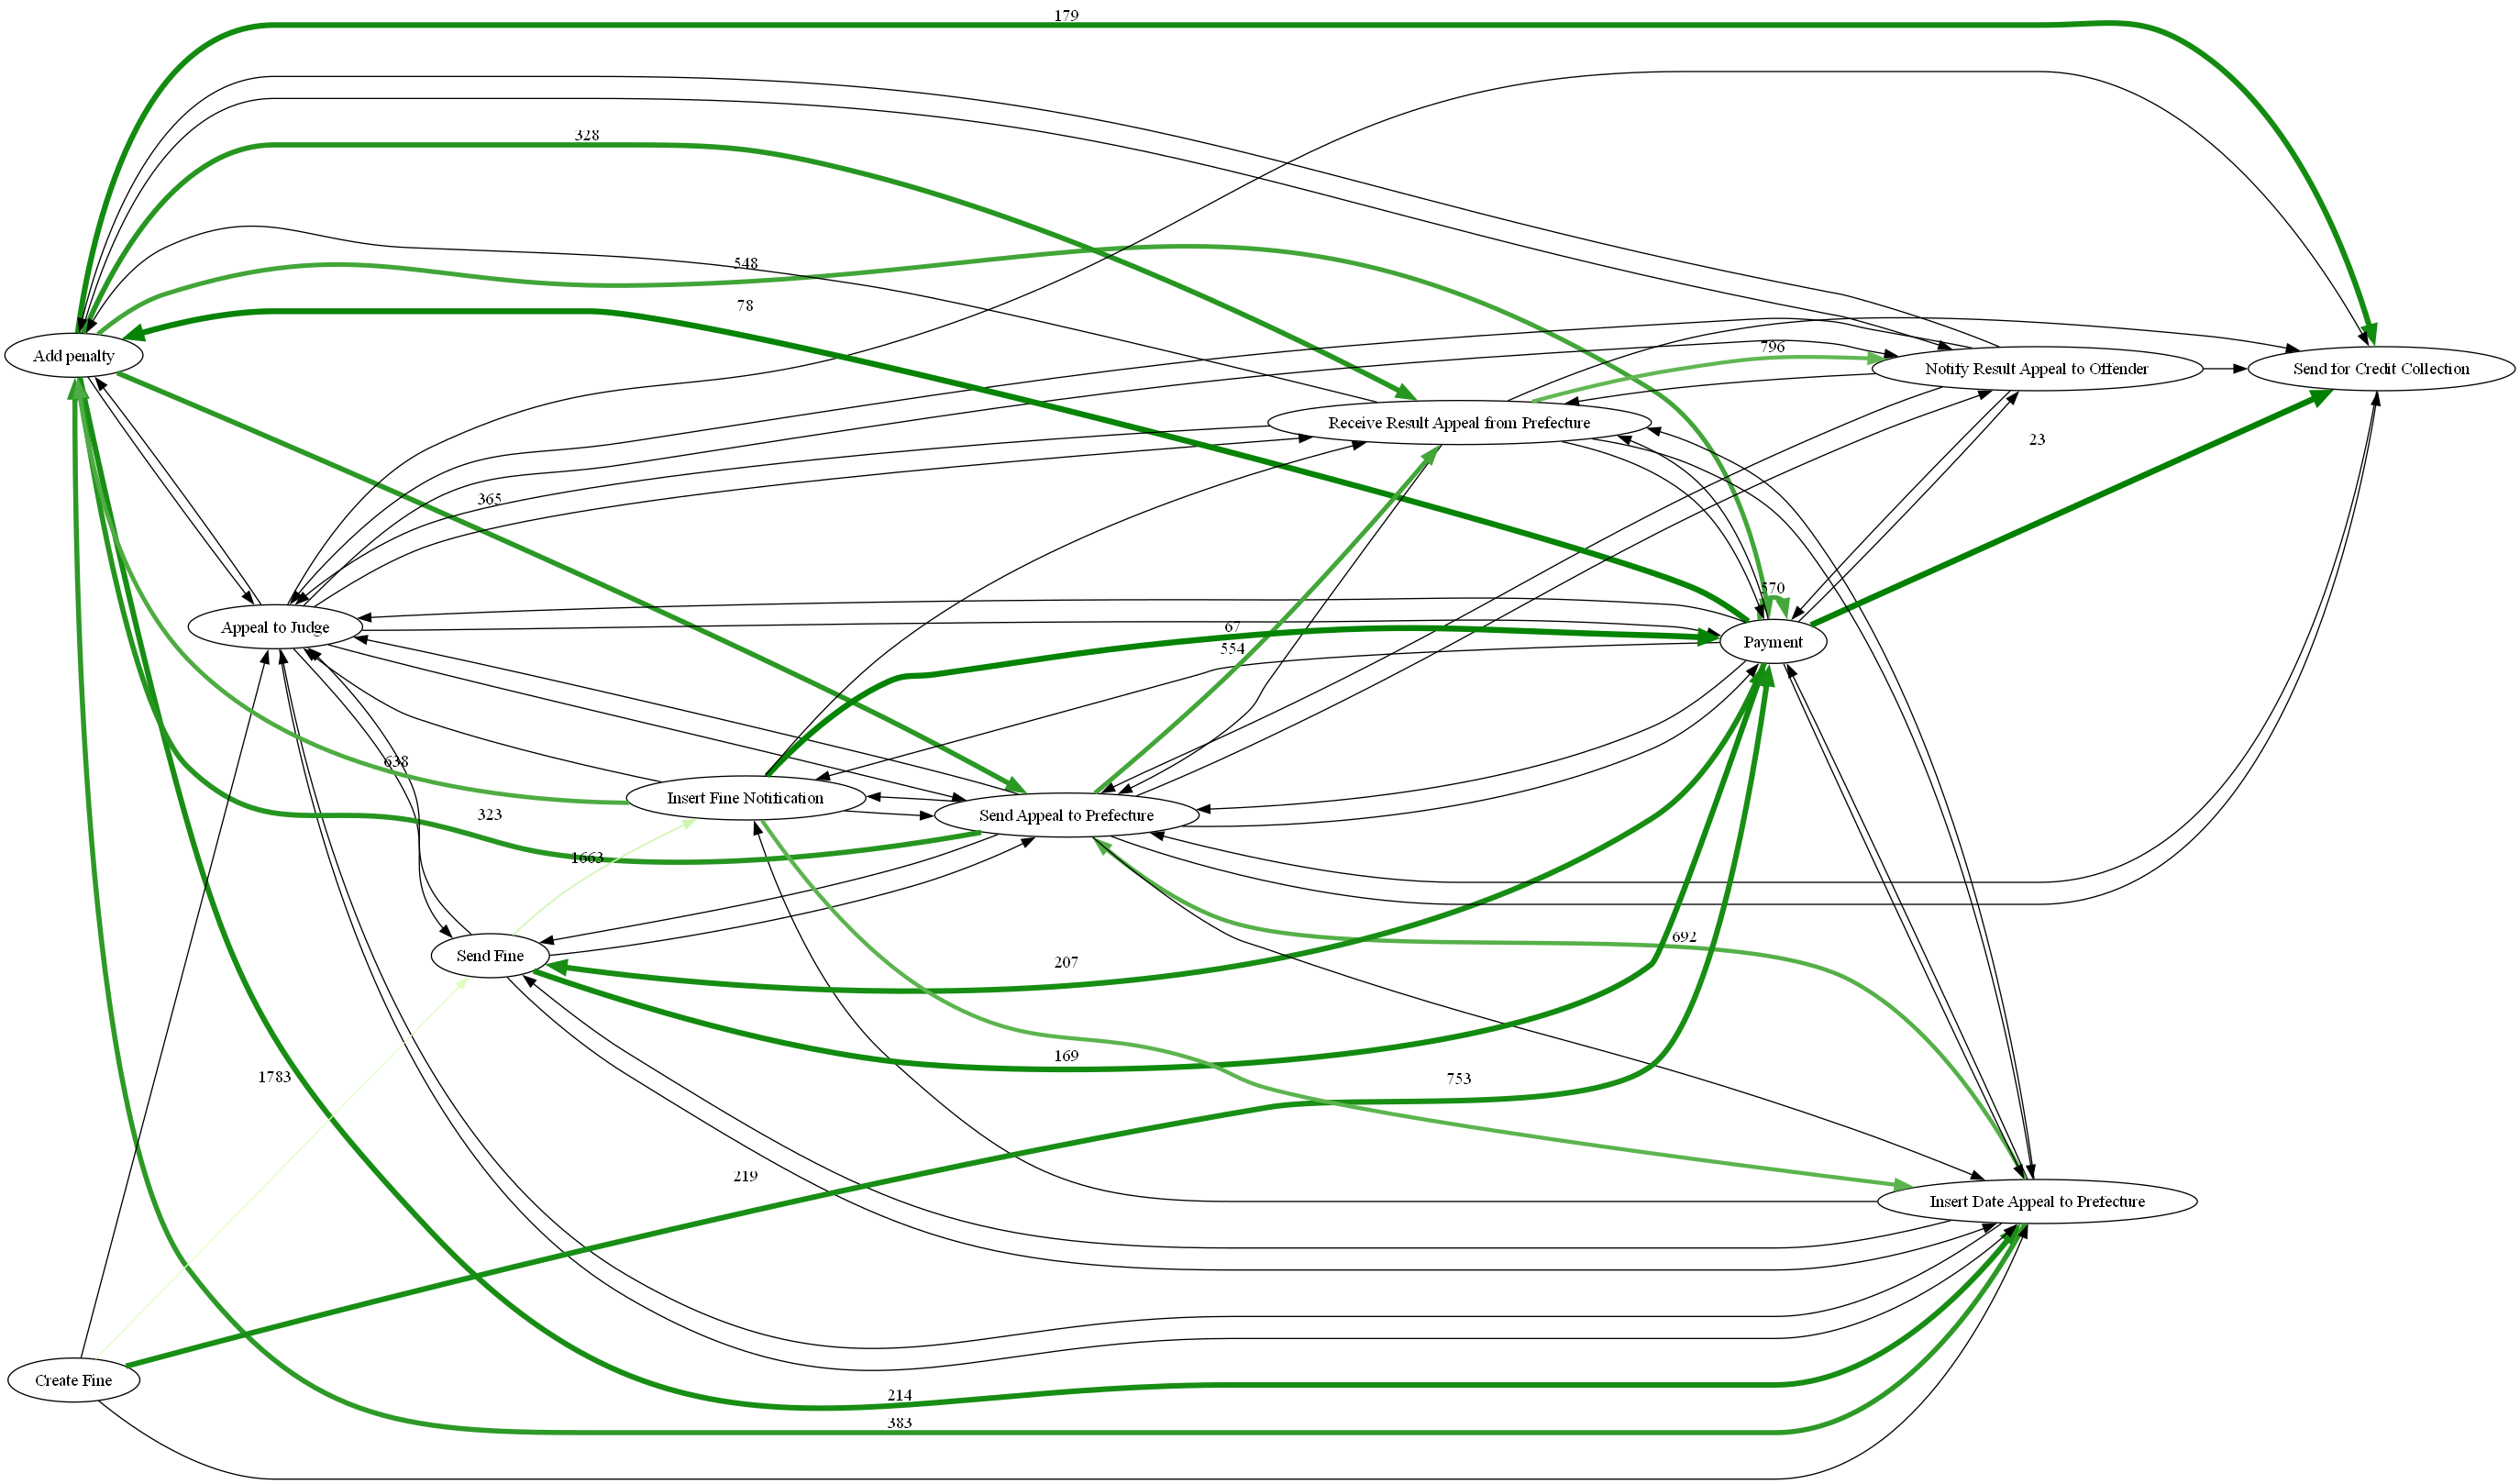 179
328
548
78
Add penalty
796
Notify Result Appeal to Offender
Send for Credit Collection
Receive Result Appeal from Prefecture
23
365
570
Appeal to Judge
67
Payment
554
638
Insert Fine Notification
Send Appeal to Prefecture
323
1663
692
Send Fine
207
169
1783
753
219
Insert Date Appeal to Prefecture
Create Fine
214
383